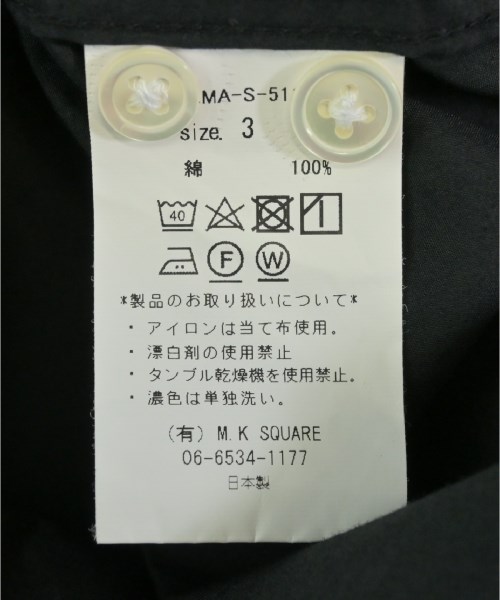 MA-S-51
size. 3
綿 100%
40
F W
*製品のお取り扱いについて*
・ アイロンは当て布使用。
・ 漂白剤の使用禁止
・ タンブル乾燥機を使用禁止。
・ 濃色は単独洗い。
(有) M.K SQUARE
06-6534-1177
日本製